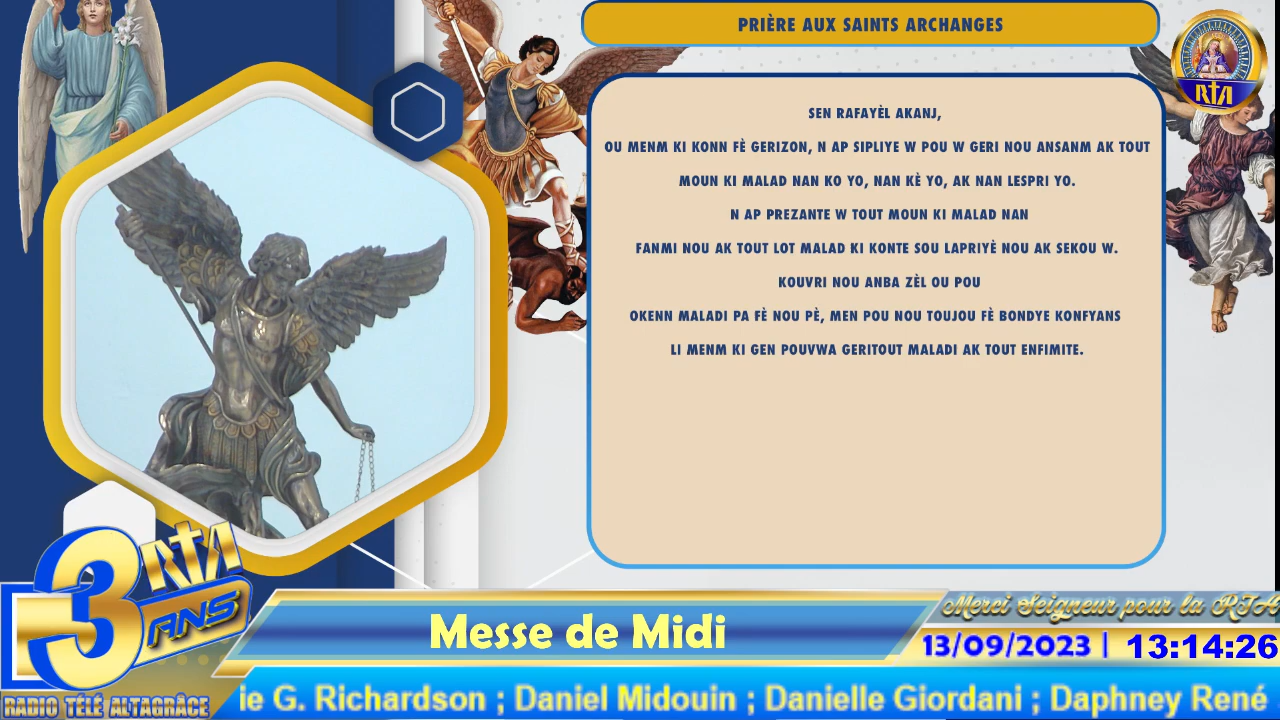 PRIÈRE AUX SAINTS ARCHANGES
RTA
SEN RAFAYÈL AKANJ,
OU MENM KI KONN FÈ GERIZON, N AP SIPLIYE W POU W GERI NOU ANSANM AK TOUT
MOUN KI MALAD NAN KO YO, NAN KÈ YO, AK NAN LESPRI YO.
N AP PREZANTE W TOUT MOUN KI MALAD NAN
FANMI NOU AK TOUT LOT MALAD KI KONTE SOU LAPRIYÈ NOU AK SEKOU W.
KOUVRI NOU ANBA ZÈL OU POU
OKENN MALADI PA FÈ NOU PÈ, MEN POU NOU TOUJOU FÈ BONDYE KONFYANS
LI MENM KI GEN POUVWA GERITOUT MALADI AK TOUT ENFIMITE.
3 RTA
ANS
RADIO TÉLÉ ALTAGRÂCE
Messe de Midi
Merci Seigneur pour la RTA
13/09/2023 | 13:14:26
ie G. Richardson ; Daniel Midouin ; Danielle Giordani ; Daphney René